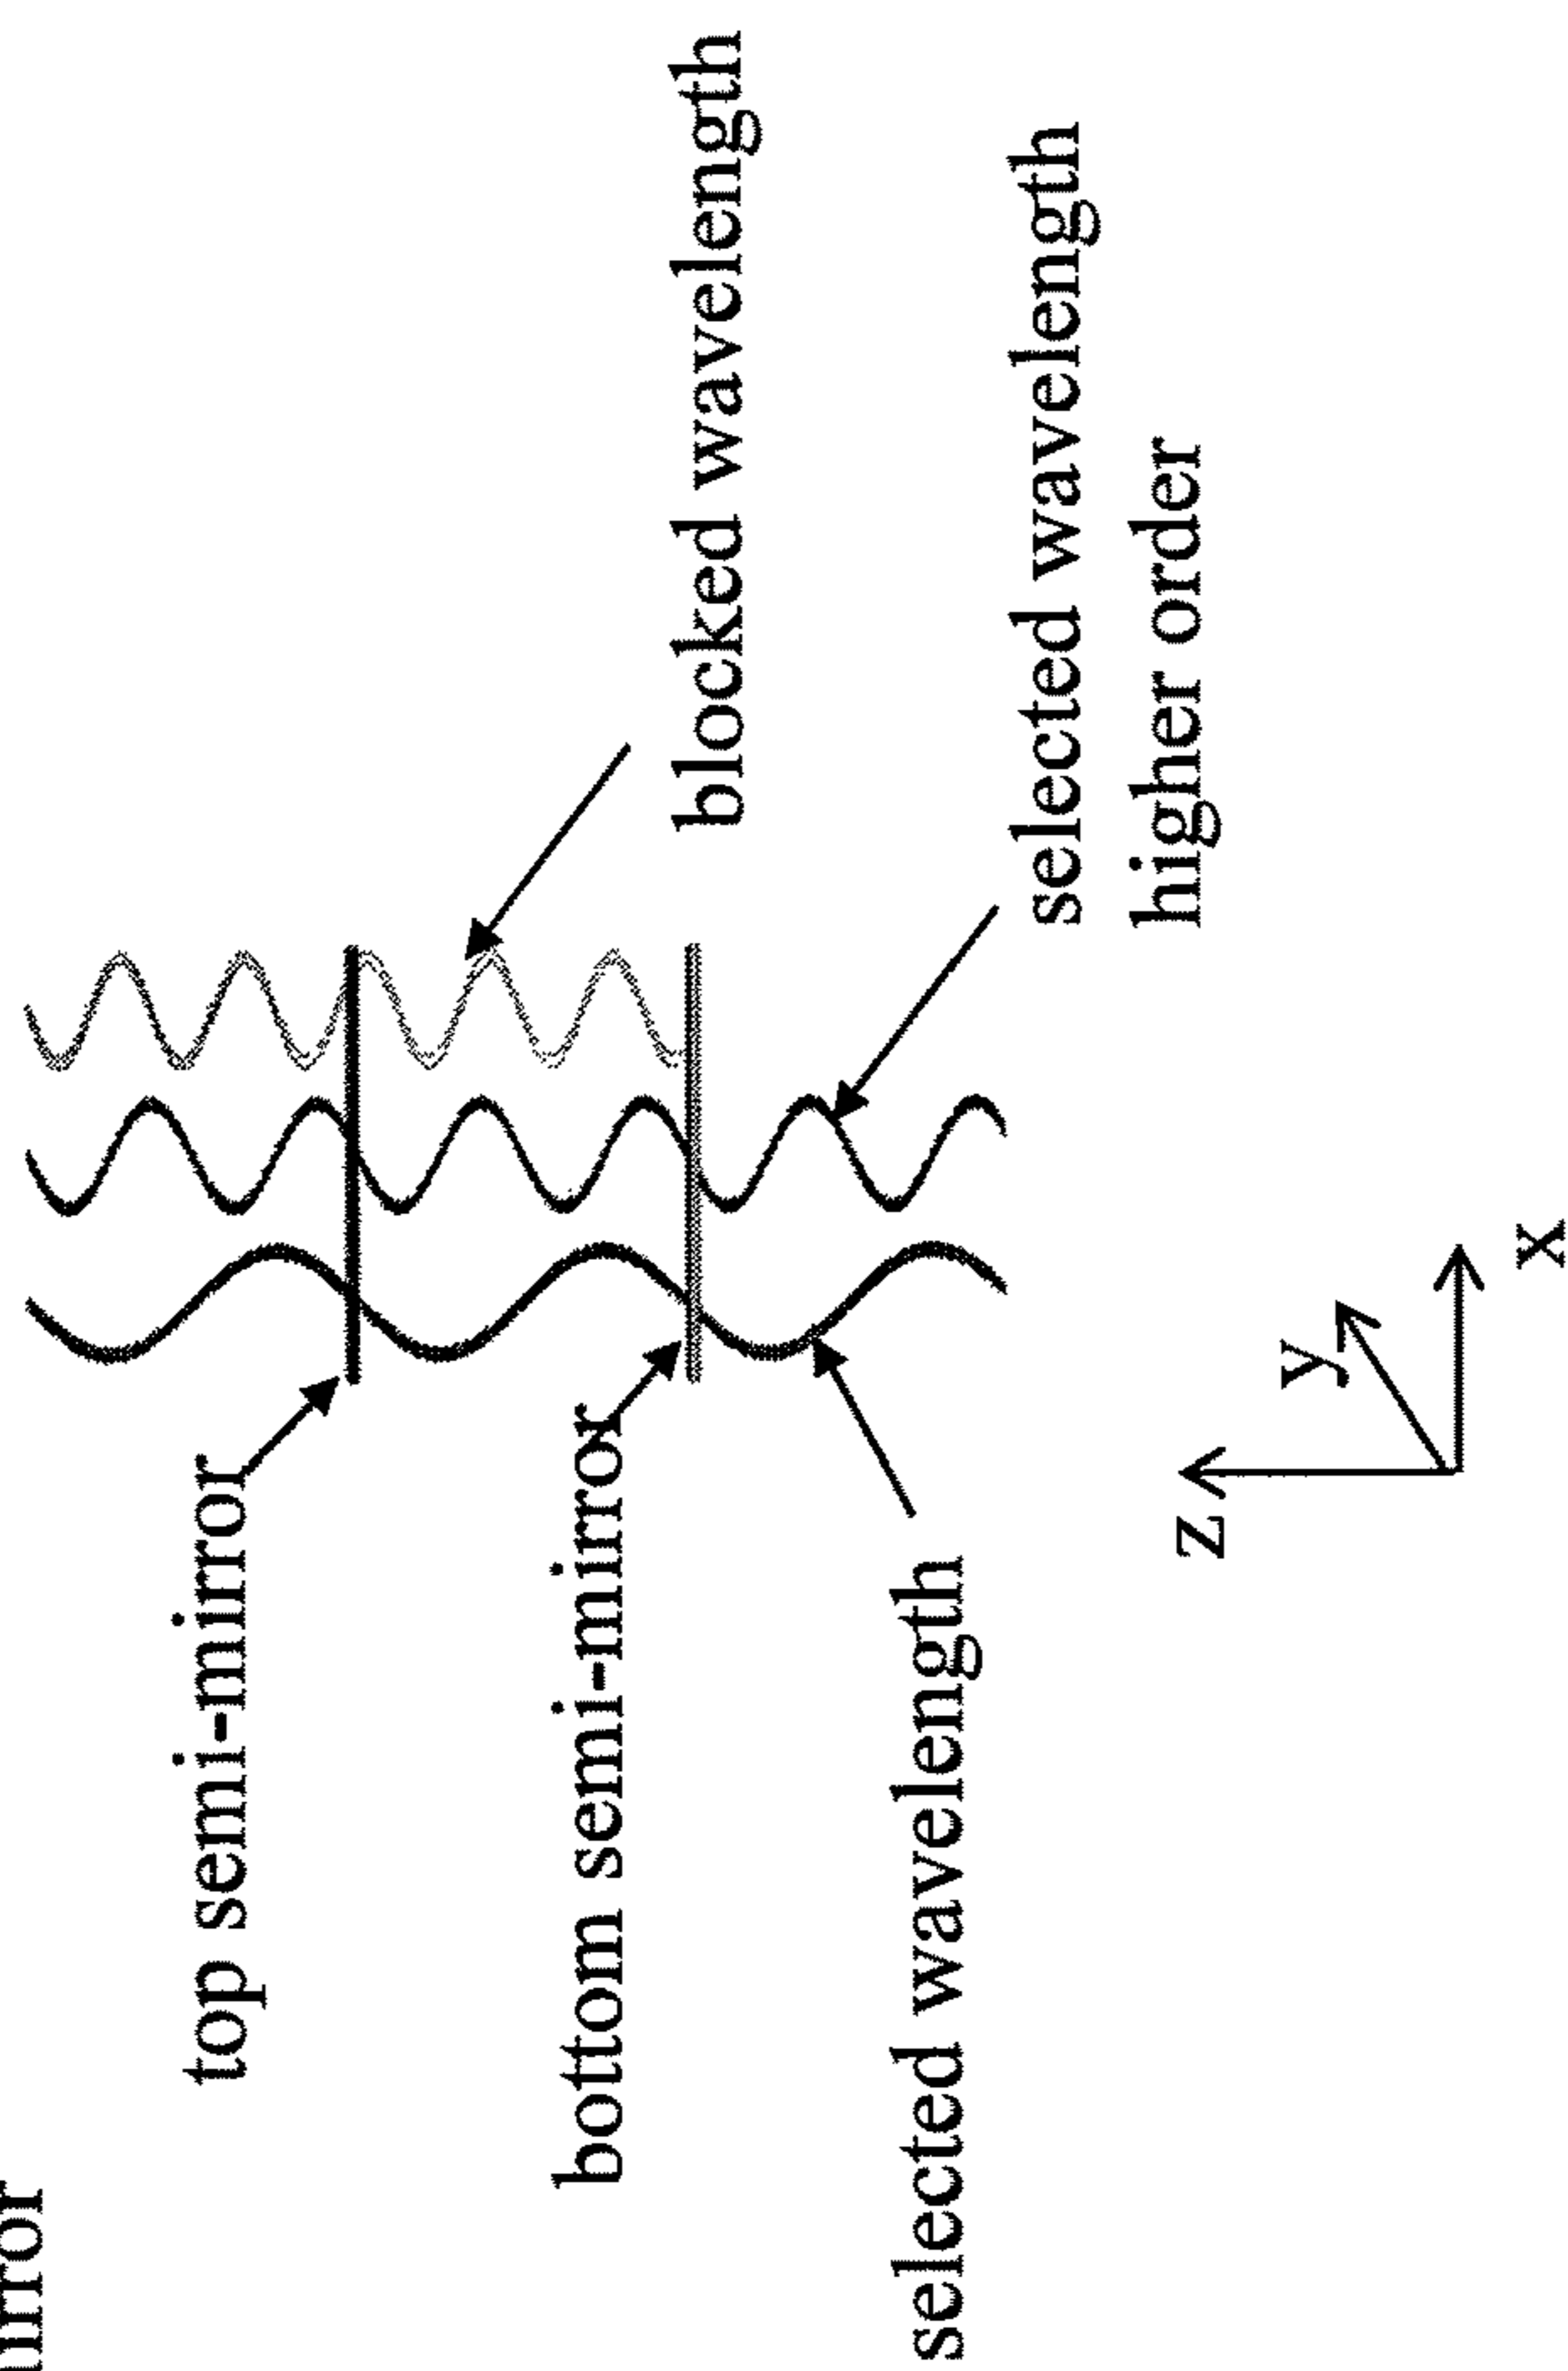 top semi-mirror
bottom semi-mirror
selected wavelength
blocked wavelength
selected wavelength
higher order
z
y
x